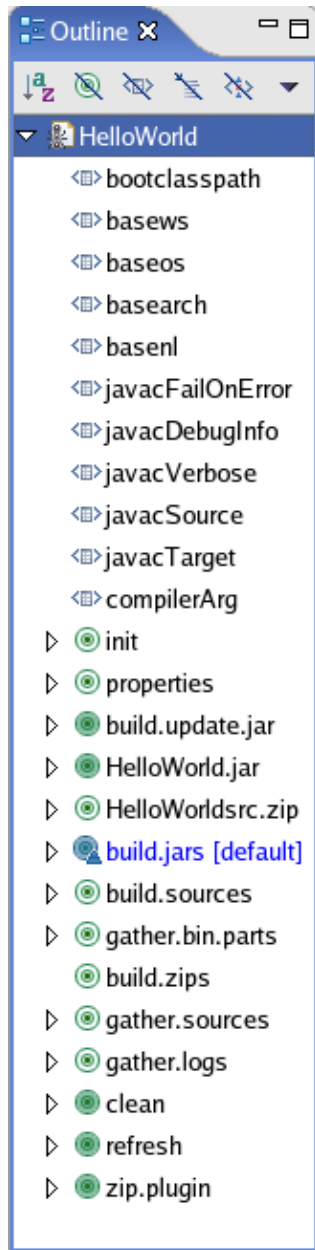 Outline
HelloWorld
bootclasspath
basews
baseos
basearch
basenl
javacFailOnError
javacDebugInfo
javacVerbose
javacSource
javacTarget
compilerArg
init
properties
build.update.jar
HelloWorld.jar
HelloWorldsrc.zip
build.jars [default]
build.sources
gather.bin.parts
build.zips
gather.sources
gather.logs
clean
refresh
zip.plugin